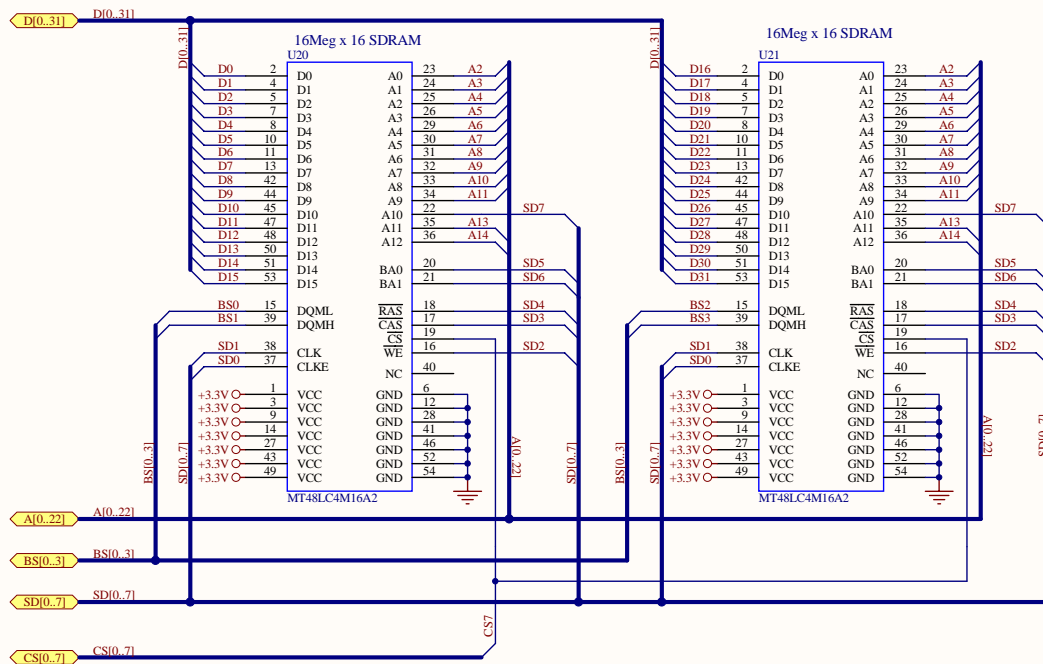 D[0..31]
D[0..31]
D[0..31]
16Meg x 16 SDRAM
U20
D0 2 D0 A0 23 A2
D1 4 D1 A1 24 A3
D2 5 D2 A2 25 A4
D3 7 D3 A3 26 A5
D4 8 D4 A4 29 A6
D5 10 D5 A5 30 A7
D6 11 D6 A6 31 A8
D7 13 D7 A7 32 A9
D8 42 D8 A8 33 A10
D9 44 D9 A9 34 A11
D10 45 D10 A10 22 SD7
D11 47 D11 A11 35 A13
D12 48 D12 A12 36 A14
D13 50 D13
D14 51 D14 BA0 20 SD5
D15 53 D15 BA1 21 SD6
BS0 15 DQML RAS 18 SD4
BS1 39 DQMH CAS 17 SD3
CS 19
SD1 38 CLK WE 16 SD2
SD0 37 CLKE
NC 40
+3.3V 1 VCC GND 6
+3.3V 3 VCC GND 12
+3.3V 9 VCC GND 28
+3.3V 14 VCC GND 41
+3.3V 27 VCC GND 46
+3.3V 43 VCC GND 52
+3.3V 49 VCC GND 54
MT48LC4M16A2
BS[0..3]
SD[0..7]
A[0..22]
SD[0..7]
D[0..31]
16Meg x 16 SDRAM
U21
D16 2 D0 A0 23 A2
D17 4 D1 A1 24 A3
D18 5 D2 A2 25 A4
D19 7 D3 A3 26 A5
D20 8 D4 A4 29 A6
D21 10 D5 A5 30 A7
D22 11 D6 A6 31 A8
D23 13 D7 A7 32 A9
D24 42 D8 A8 33 A10
D25 44 D9 A9 34 A11
D26 45 D10 A10 22 SD7
D27 47 D11 A11 35 A13
D28 48 D12 A12 36 A14
D29 50 D13
D30 51 D14 BA0 20 SD5
D31 53 D15 BA1 21 SD6
BS2 15 DQML RAS 18 SD4
BS3 39 DQMH CAS 17 SD3
CS 19
SD1 38 CLK WE 16 SD2
SD0 37 CLKE
NC 40
+3.3V 1 VCC GND 6
+3.3V 3 VCC GND 12
+3.3V 9 VCC GND 28
+3.3V 14 VCC GND 41
+3.3V 27 VCC GND 46
+3.3V 43 VCC GND 52
+3.3V 49 VCC GND 54
MT48LC4M16A2
BS[0..3]
SD[0..7]
A[0..22]
A[0..22]
A[0..22]
BS[0..3]
BS[0..3]
SD[0..7]
SD[0..7]
CS7
CS[0..7]
CS[0..7]